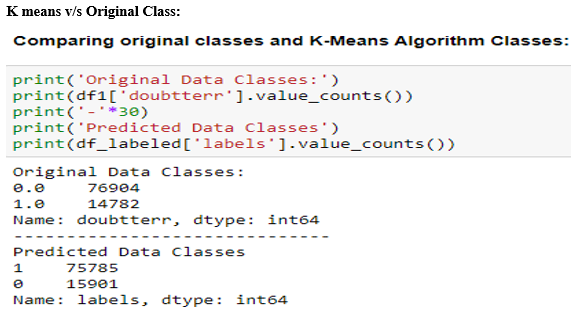 K means v/s Original Class:
Comparing original classes and K-Means Algorithm Classes:
print('Original Data Classes:')
print(df1['doubtterr'].value_counts())
print('-'*30)
print('Predicted Data Classes')
print(df_labeled['labels'].value_counts())
Original Data Classes:
0.0    76904
1.0    14782
Name: doubtterr, dtype: int64
------------------------------
Predicted Data Classes
1    75785
0    15901
Name: labels, dtype: int64